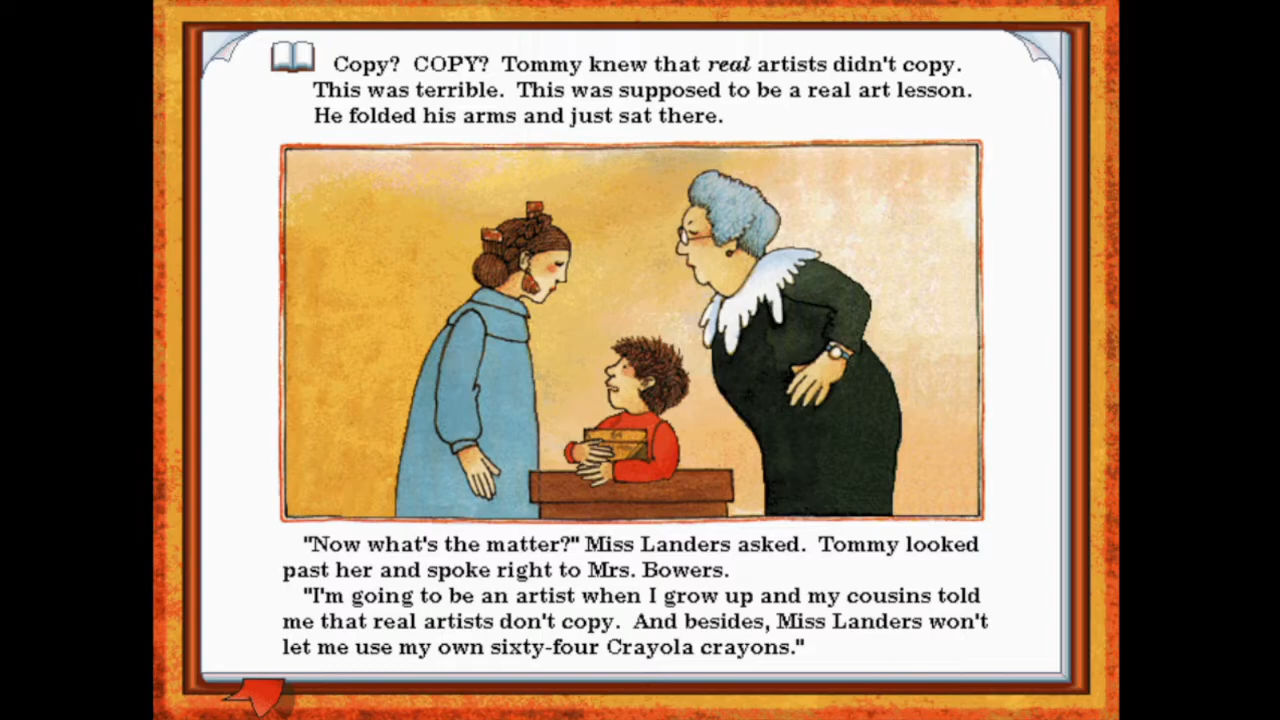 Copy? COPY? Tommy knew that real artists didn't copy.
This was terrible. This was supposed to be a real art lesson.
He folded his arms and just sat there.
64
"Now what's the matter?" Miss Landers asked. Tommy looked
past her and spoke right to Mrs. Bowers.
"I'm going to be an artist when I grow up and my cousins told
me that real artists don't copy. And besides, Miss Landers won't
let me use my own sixty-four Crayola crayons."